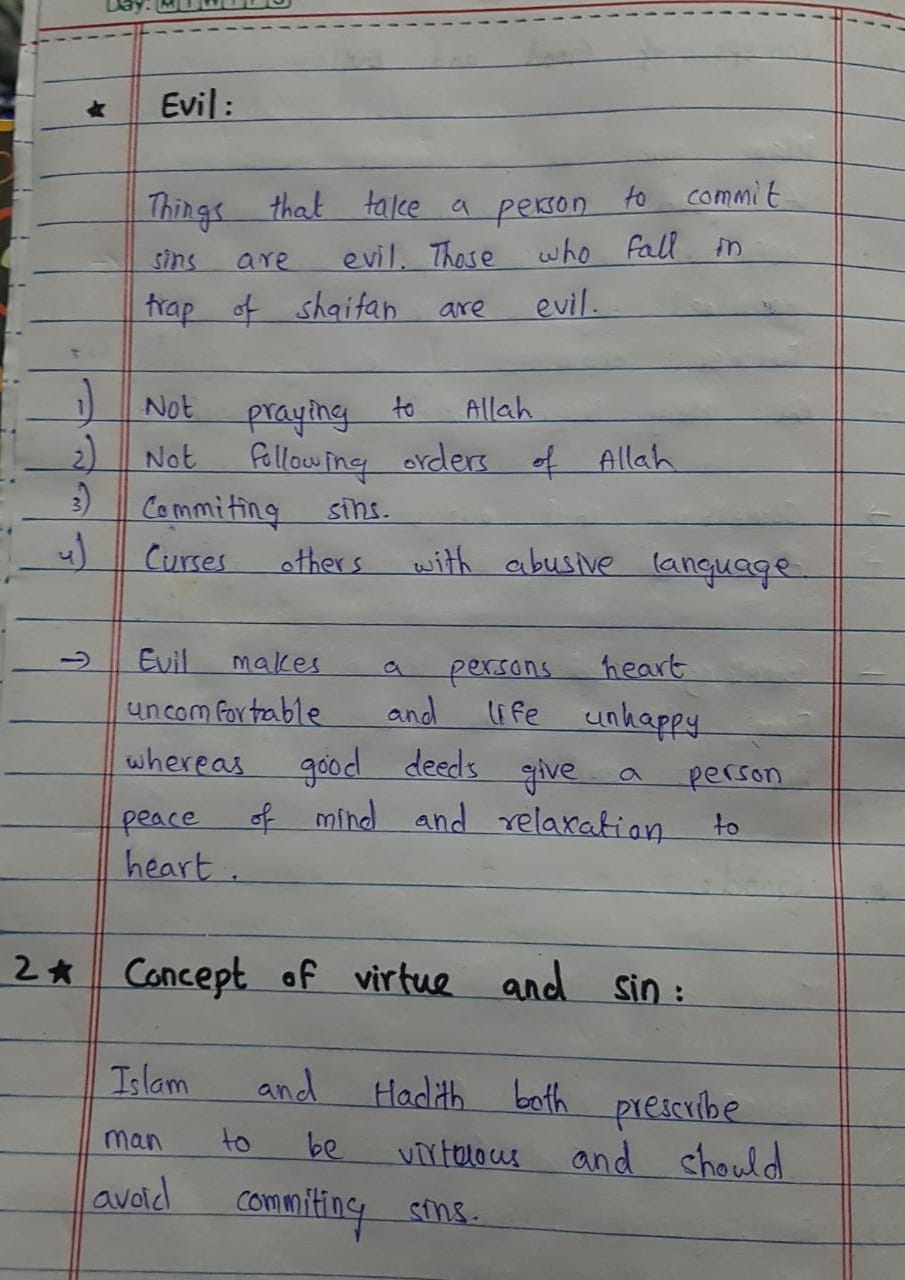 Day: M T W T F S
★ Evil:
Things that take a person to commit
sins are evil. Those who fall in
trap of shaitan are evil.
1) Not praying to Allah
2) Not following orders of Allah
3) Commiting sins.
4) Curses others with abusive language.
→ Evil makes a persons heart
uncomfortable and life unhappy
whereas good deeds give a person
peace of mind and relaxation to
heart.
2★ Concept of virtue and sin:
Islam and Hadith both prescribe
man to be virtuous and should
avoid commiting sins.